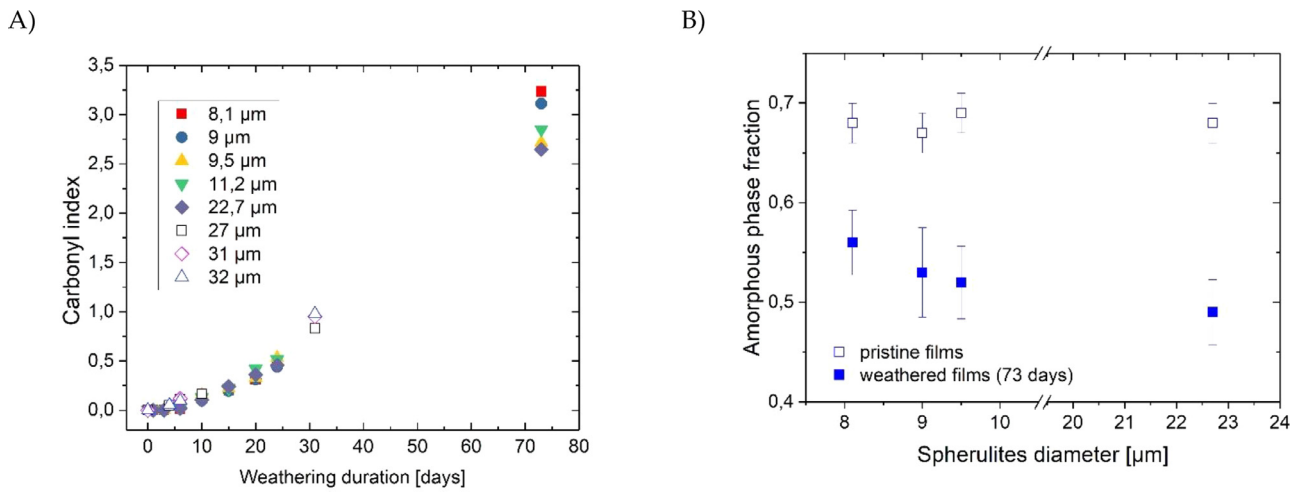 A)
3,5
3,0
2,5
2,0
1,5
1,0
0,5
0,0
Carbonyl index
8,1 µm
9 µm
9,5 µm
11,2 µm
22,7 µm
27 µm
31 µm
32 µm
0 10 20 30 40 50 60 70 80
Weathering duration [days]
B)
0,7
0,6
0,5
0,4
Amorphous phase fraction
pristine films
weathered films (73 days)
8 9 10 20 21 22 23 24
Spherulites diameter [µm]